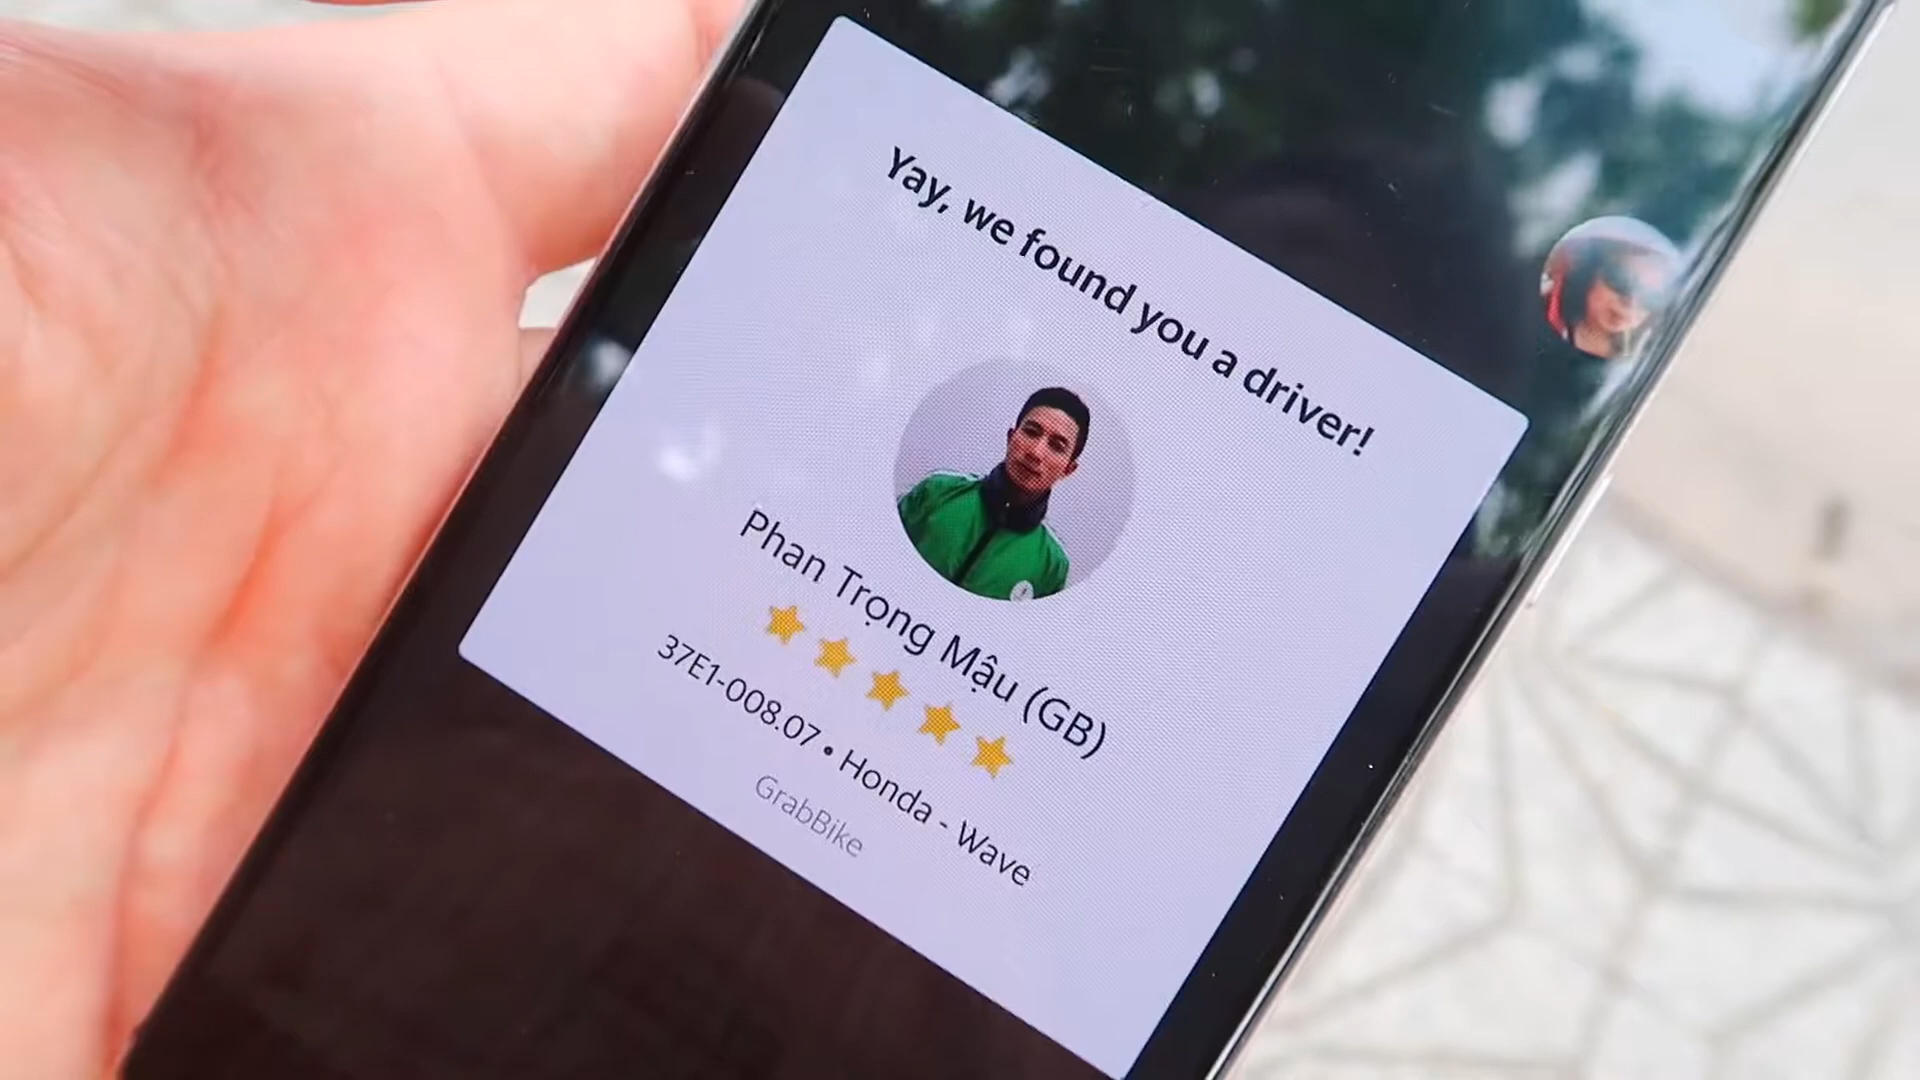 Yay, we found you a driver!
Phan Trọng Mậu (GB)
37E1-008.07 • Honda - Wave
GrabBike